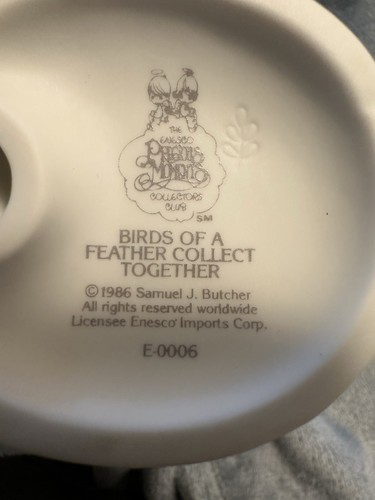 THE
ENESCO
PRECIOUS
MOMENTS
COLLECTORS
CLUB
SM
BIRDS OF A
FEATHER COLLECT
TOGETHER
©1986 Samuel J. Butcher
All rights reserved worldwide
Licensee Enesco Imports Corp.
E-0006